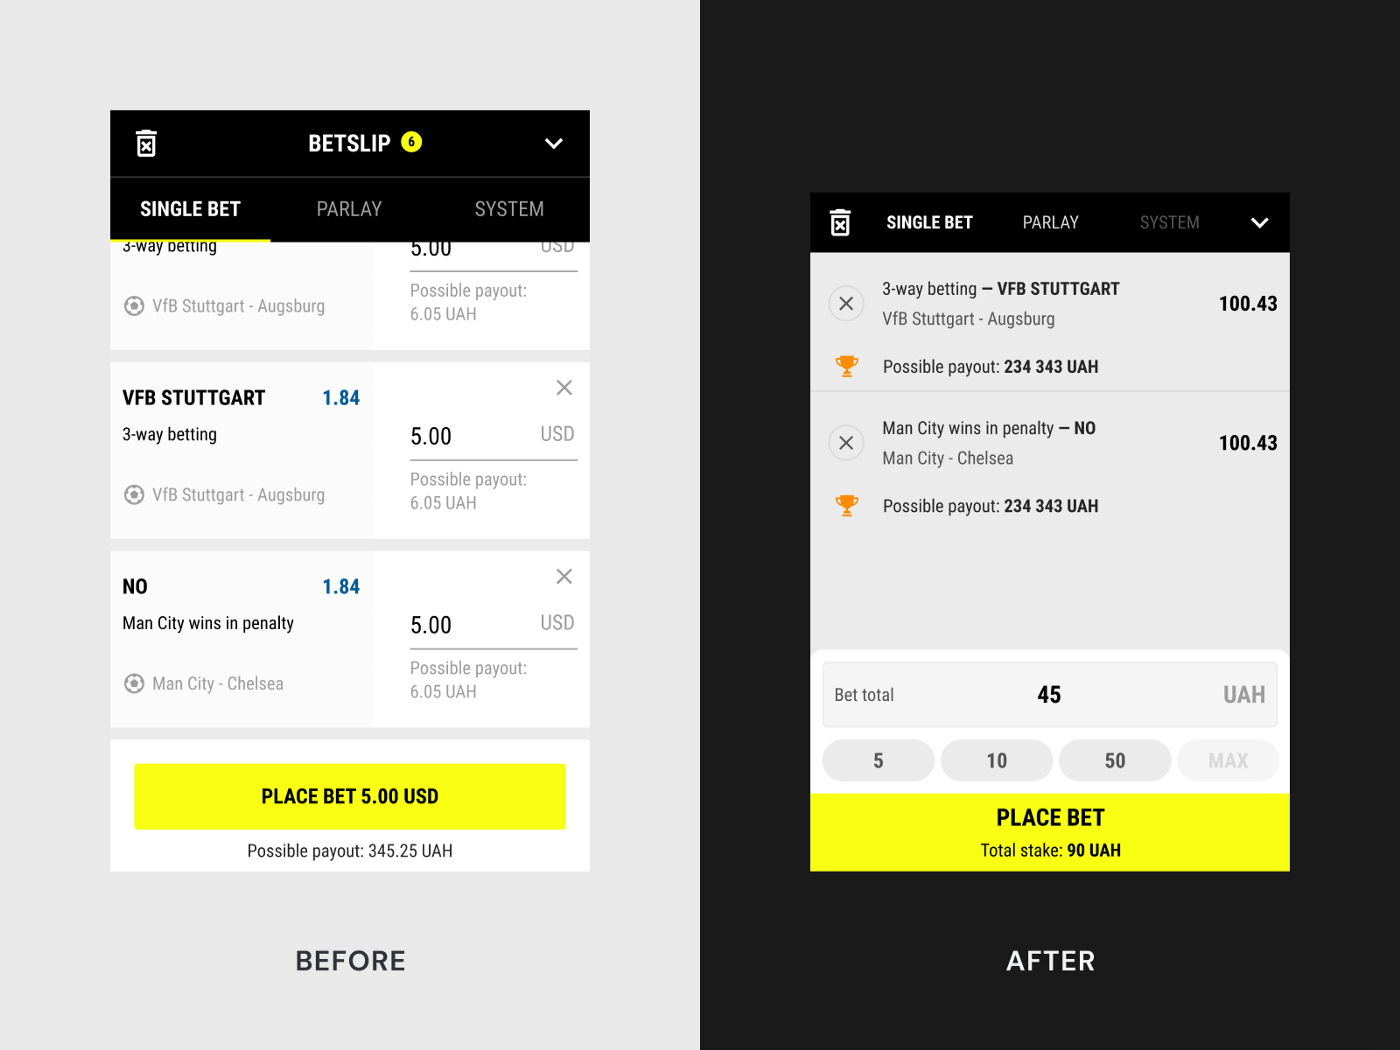 BETSLIP 6
SINGLE BET PARLAY SYSTEM
3-way betting 5.00 USD
Possible payout:
VfB Stuttgart - Augsburg 6.05 UAH
VFB STUTTGART 1.84
3-way betting 5.00 USD
Possible payout:
VfB Stuttgart - Augsburg 6.05 UAH
NO 1.84
Man City wins in penalty 5.00 USD
Possible payout:
Man City - Chelsea 6.05 UAH
PLACE BET 5.00 USD
Possible payout: 345.25 UAH
BEFORE
SINGLE BET PARLAY SYSTEM
3-way betting – VFB STUTTGART 100.43
VfB Stuttgart - Augsburg
Possible payout: 234 343 UAH
Man City wins in penalty – NO 100.43
Man City - Chelsea
Possible payout: 234 343 UAH
Bet total 45 UAH
5 10 50 MAX
PLACE BET
Total stake: 90 UAH
AFTER